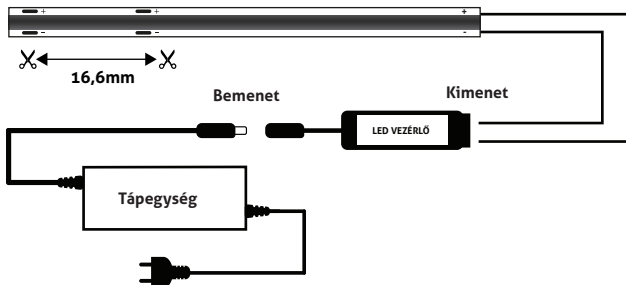 + + +
- - -
16,6mm
Bemenet
Kimenet
LED VEZÉRLŐ
Tápegység